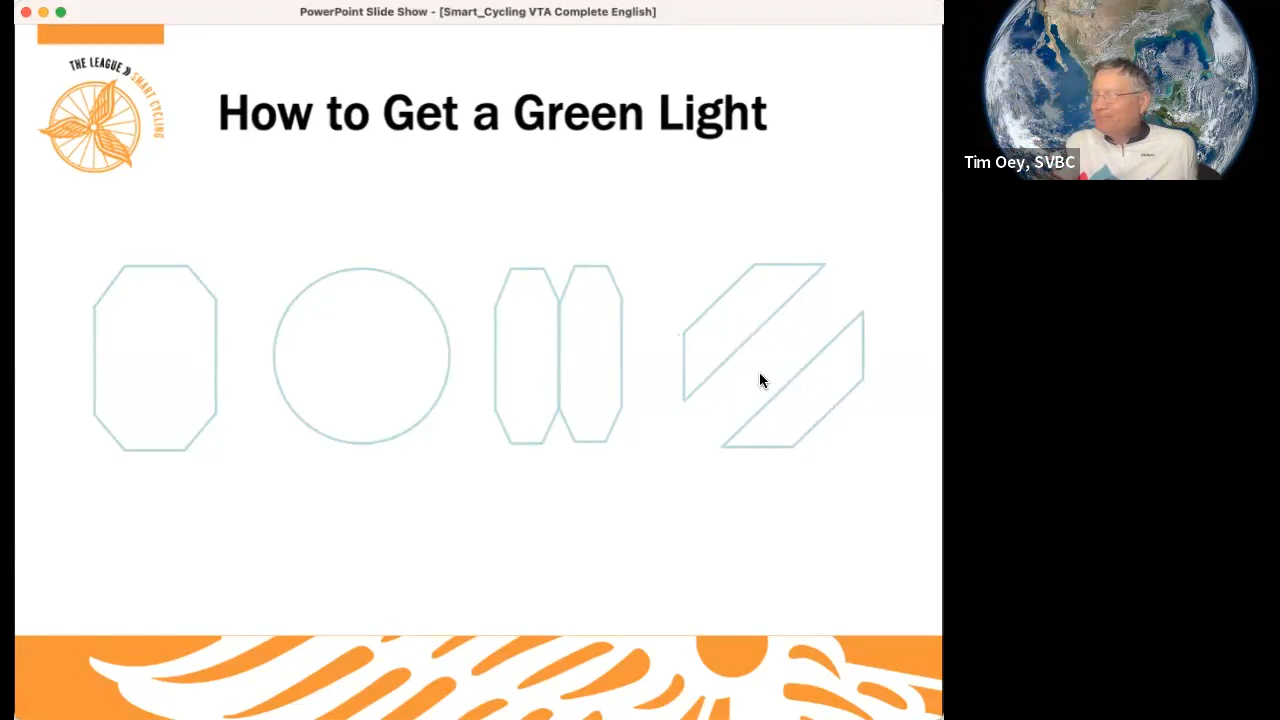 PowerPoint Slide Show - [Smart_Cycling VTA Complete English]
THE LEAGUE
SMART CYCLING
How to Get a Green Light
Tim Oey, SVBC